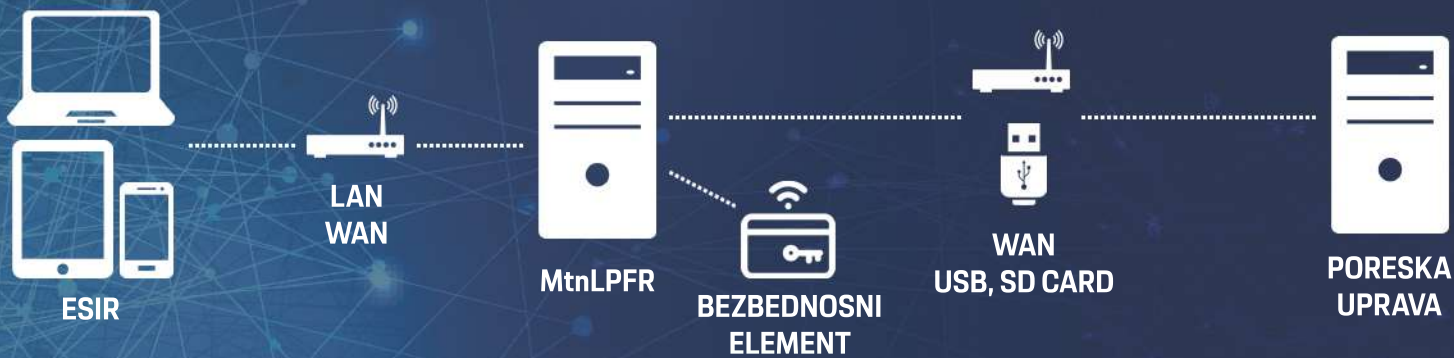 ESIR
LAN
WAN
MtnLPFR
BEZBEDNOSNI
ELEMENT
WAN
USB, SD CARD
PORESKA
UPRAVA